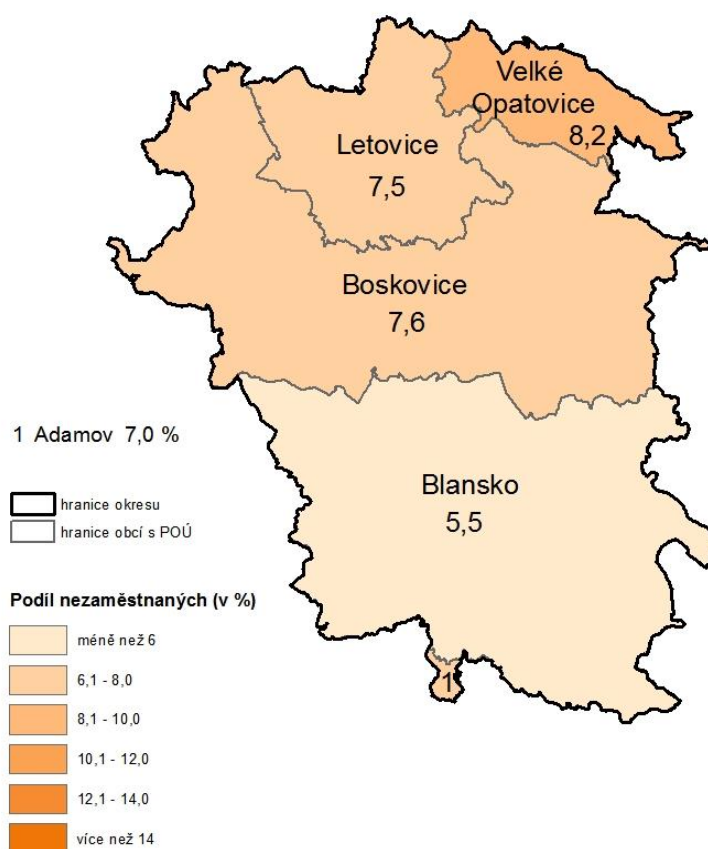 Velké
Opatovice
8,2
Letovice
7,5
Boskovice
7,6
1 Adamov 7,0 %
Blansko
5,5
hranice okresu
hranice obcí s POÚ
Podíl nezaměstnaných (v %)
méně než 6
6,1 - 8,0
8,1 - 10,0
10,1 - 12,0
12,1 - 14,0
více než 14
1